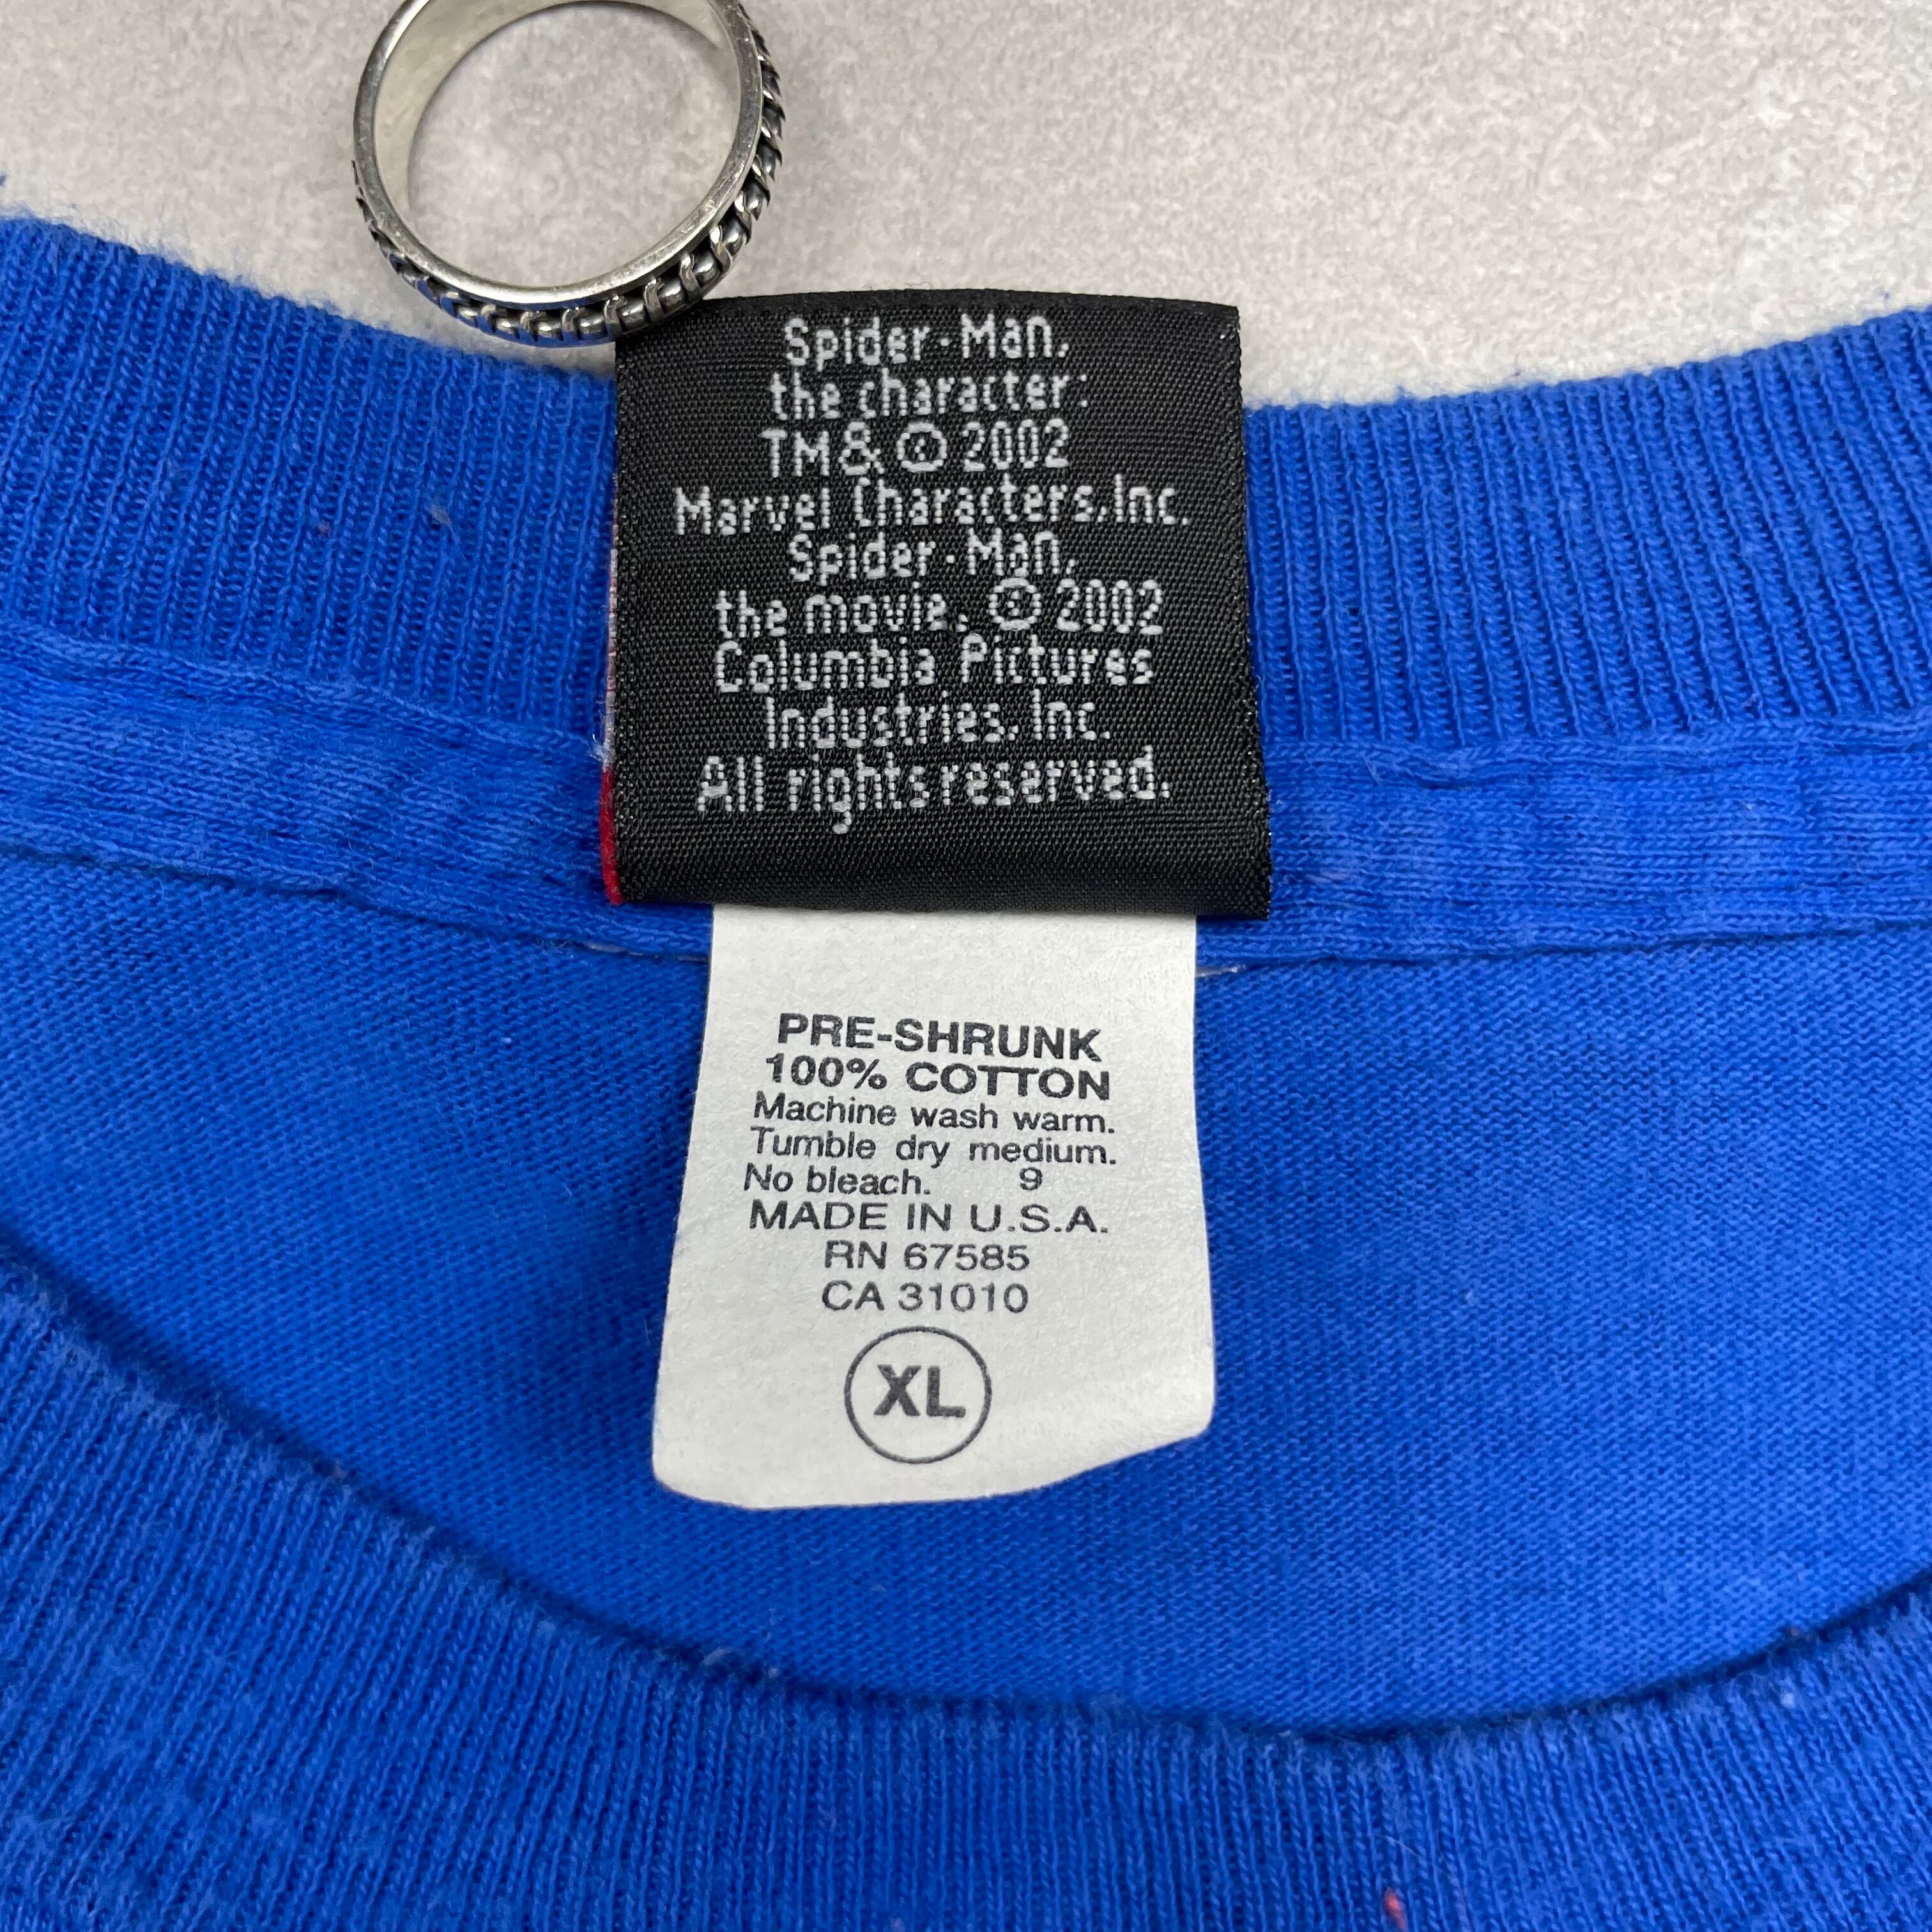 Spider-Man,
the character:
TM & © 2002
Marvel Characters, Inc.
Spider-Man,
the movie, © 2002
Columbia Pictures
Industries, Inc.
All rights reserved.
PRE-SHRUNK
100% COTTON
Machine wash warm.
Tumble dry medium.
No bleach. 9
MADE IN U.S.A.
RN 67585
CA 31010
XL